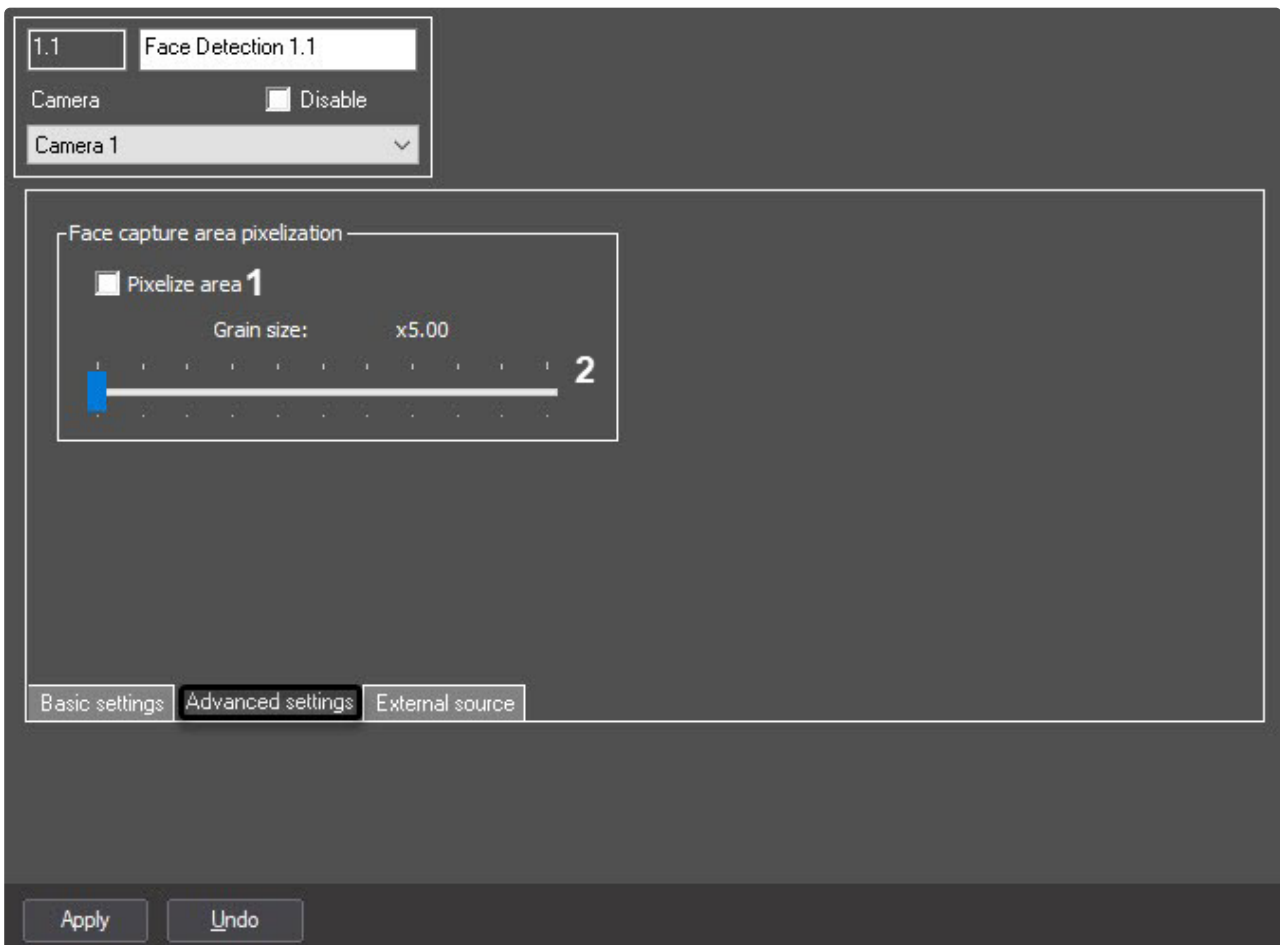 1.1
Face Detection 1.1
Camera
Disable
Camera 1
Face capture area pixelization
Pixelize area 1
Grain size: x5.00
2
Basic settings
Advanced settings
External source
Apply
Undo